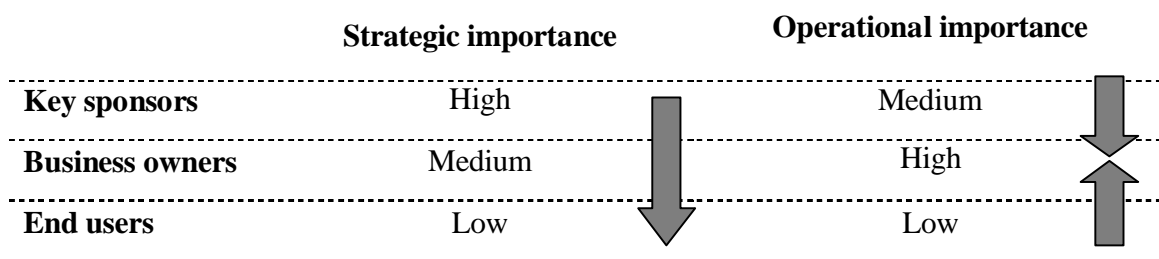 Strategic importance Operational importance
Key sponsors High Medium
Business owners Medium High
End users Low Low